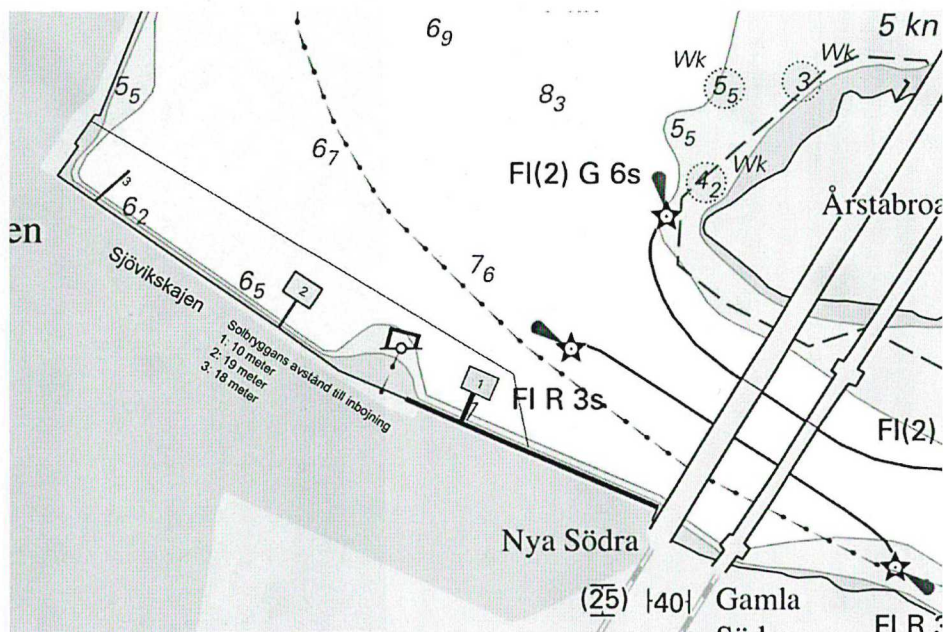 6₉
5 kn
Wk
5₅
3
Wk
8₃
5₅
6₇
5₅
Fl(2) G 6s
4₂
Wk
3
6₂
Årstabroa
en
Sjövikskajen
7₆
6₅
2
Solbryggans avstånd till inbojning
1: 10 meter
2: 19 meter
3: 18 meter
1
Fl R 3s
Fl(2)
Nya Södra
(25)
40
Gamla
Fl R